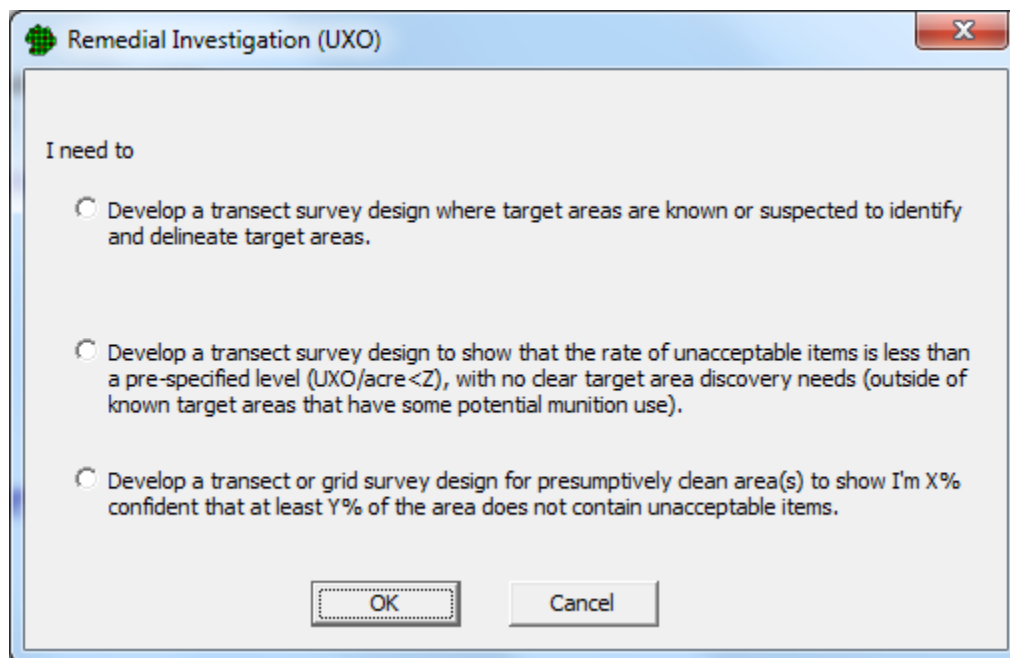 Remedial Investigation (UXO)
I need to
Develop a transect survey design where target areas are known or suspected to identify
and delineate target areas.
Develop a transect survey design to show that the rate of unacceptable items is less than
a pre-specified level (UXO/acre<Z), with no clear target area discovery needs (outside of
known target areas that have some potential munition use).
Develop a transect or grid survey design for presumptively clean area(s) to show I'm X%
confident that at least Y% of the area does not contain unacceptable items.
OK
Cancel